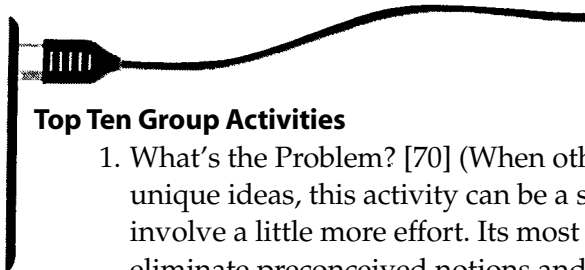 Top Ten Group Activities
1. What's the Problem? [70] (When oth
unique ideas, this activity can be a s
involve a little more effort. Its most
eliminate preconceived notions and